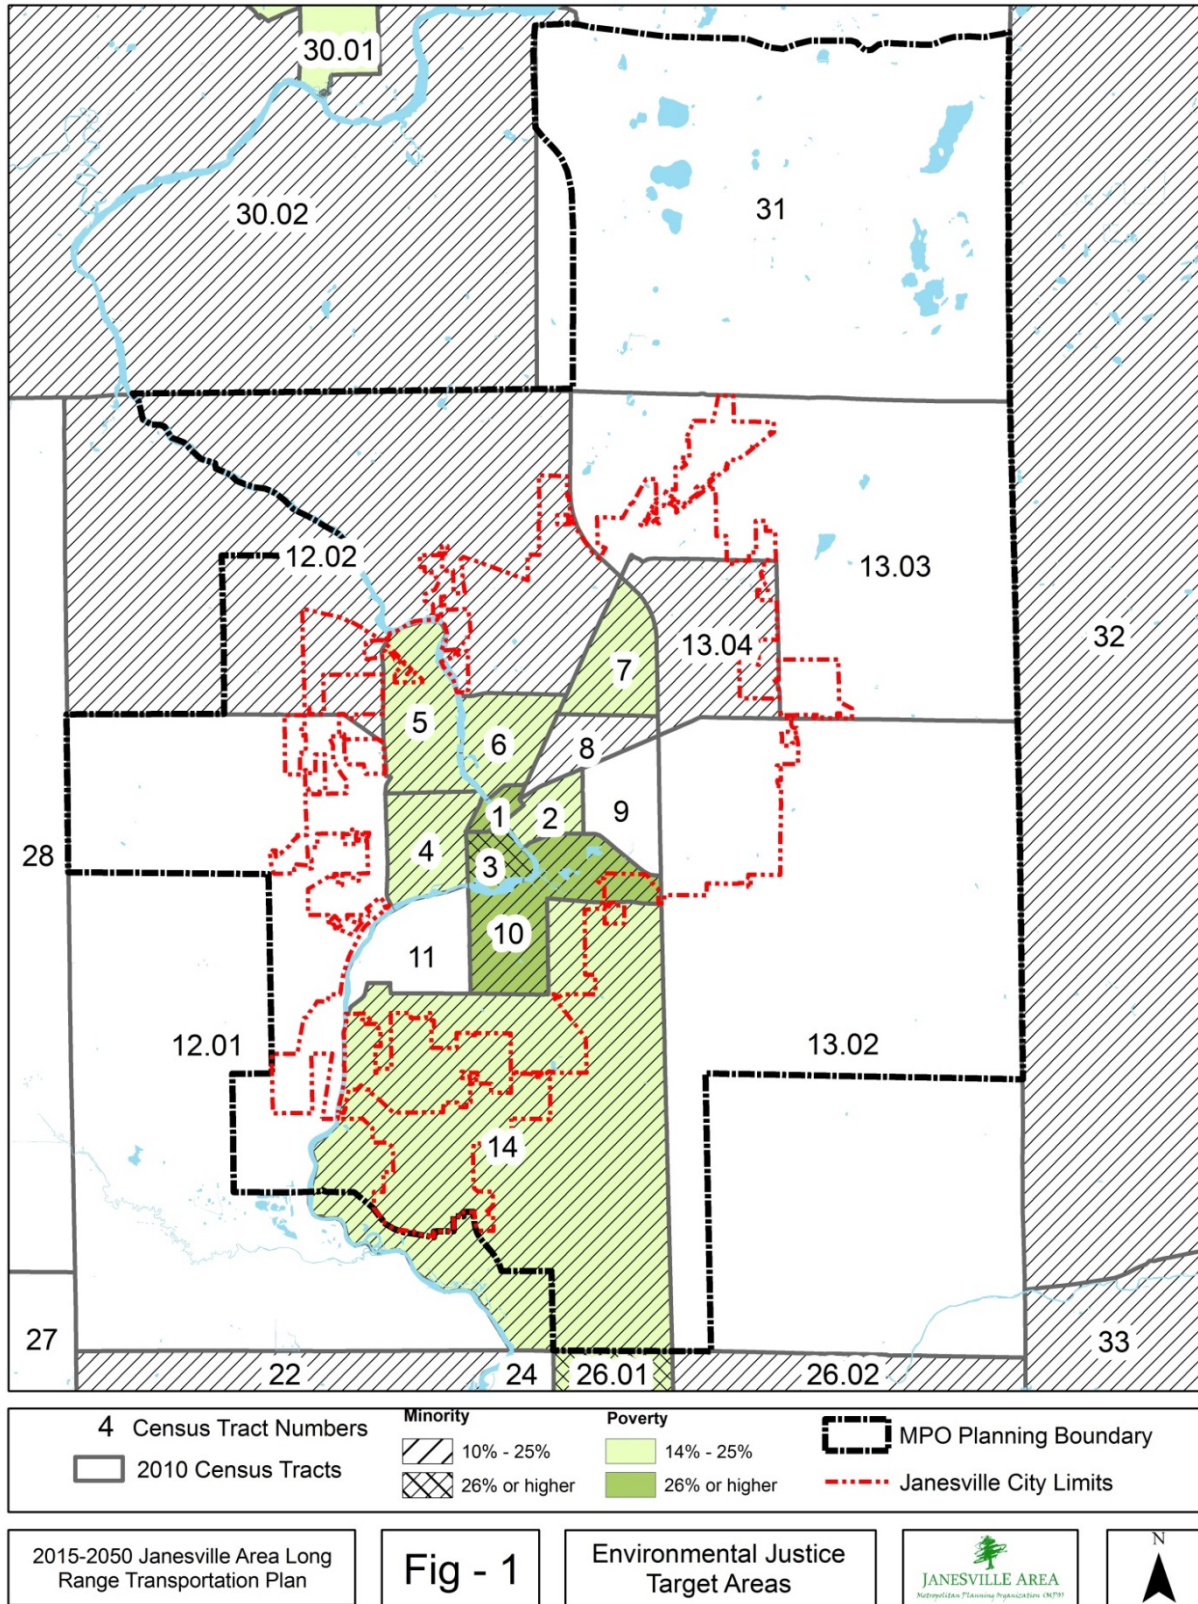 30.01
30.02
31
12.02
13.03
32
13.04
7
5
6
8
1
2
9
28
4
3
10
11
12.01
13.02
14
27
22
24
26.01
26.02
33
4 Census Tract Numbers
2010 Census Tracts
Minority
10% - 25%
26% or higher
Poverty
14% - 25%
26% or higher
MPO Planning Boundary
Janesville City Limits
2015-2050 Janesville Area Long
Range Transportation Plan
Fig - 1
Environmental Justice
Target Areas
JANESVILLE AREA
Metropolitan Planning Organization (MPO)
N